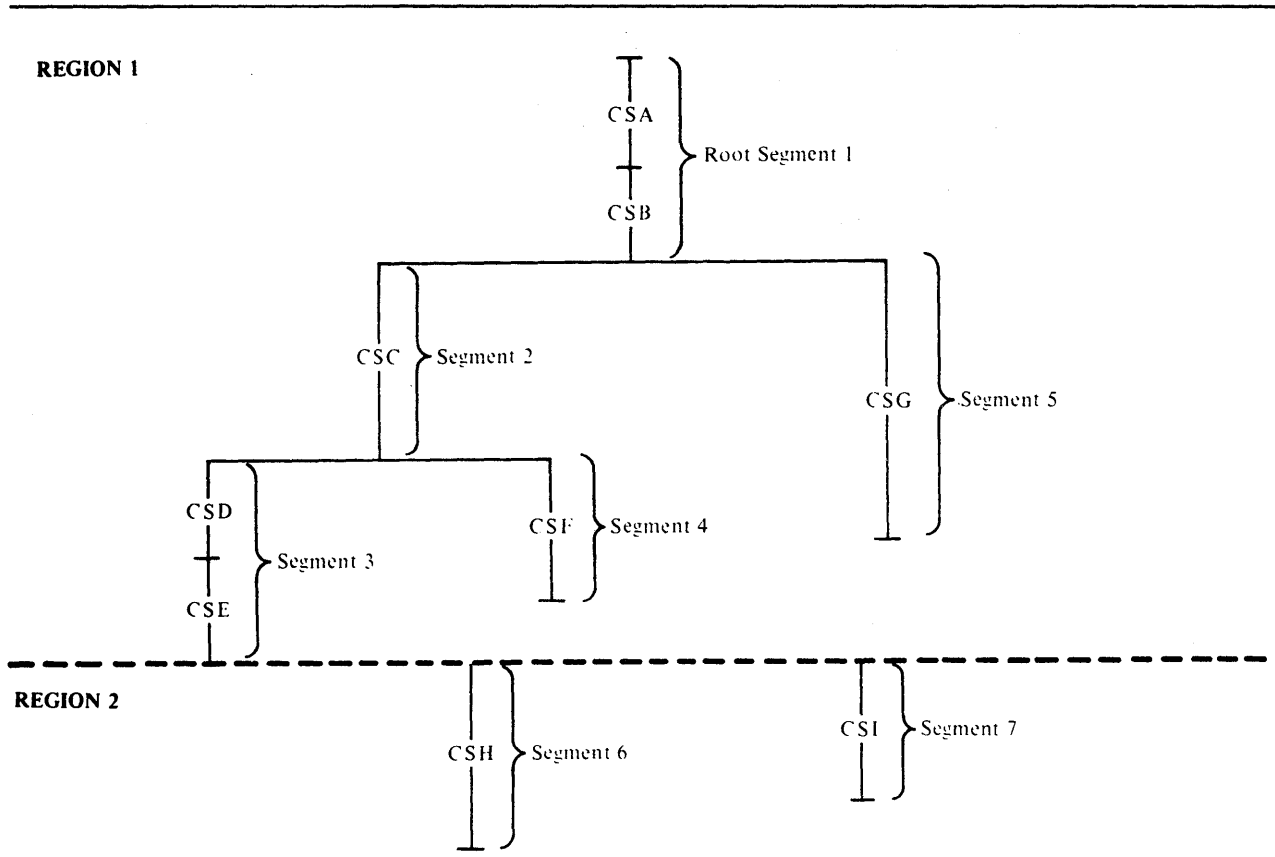 REGION 1
CSA
Root Segment 1
CSB
CSC
Segment 2
CSG
Segment 5
CSD
CSF
Segment 4
Segment 3
CSE
REGION 2
CSH
Segment 6
CSI
Segment 7